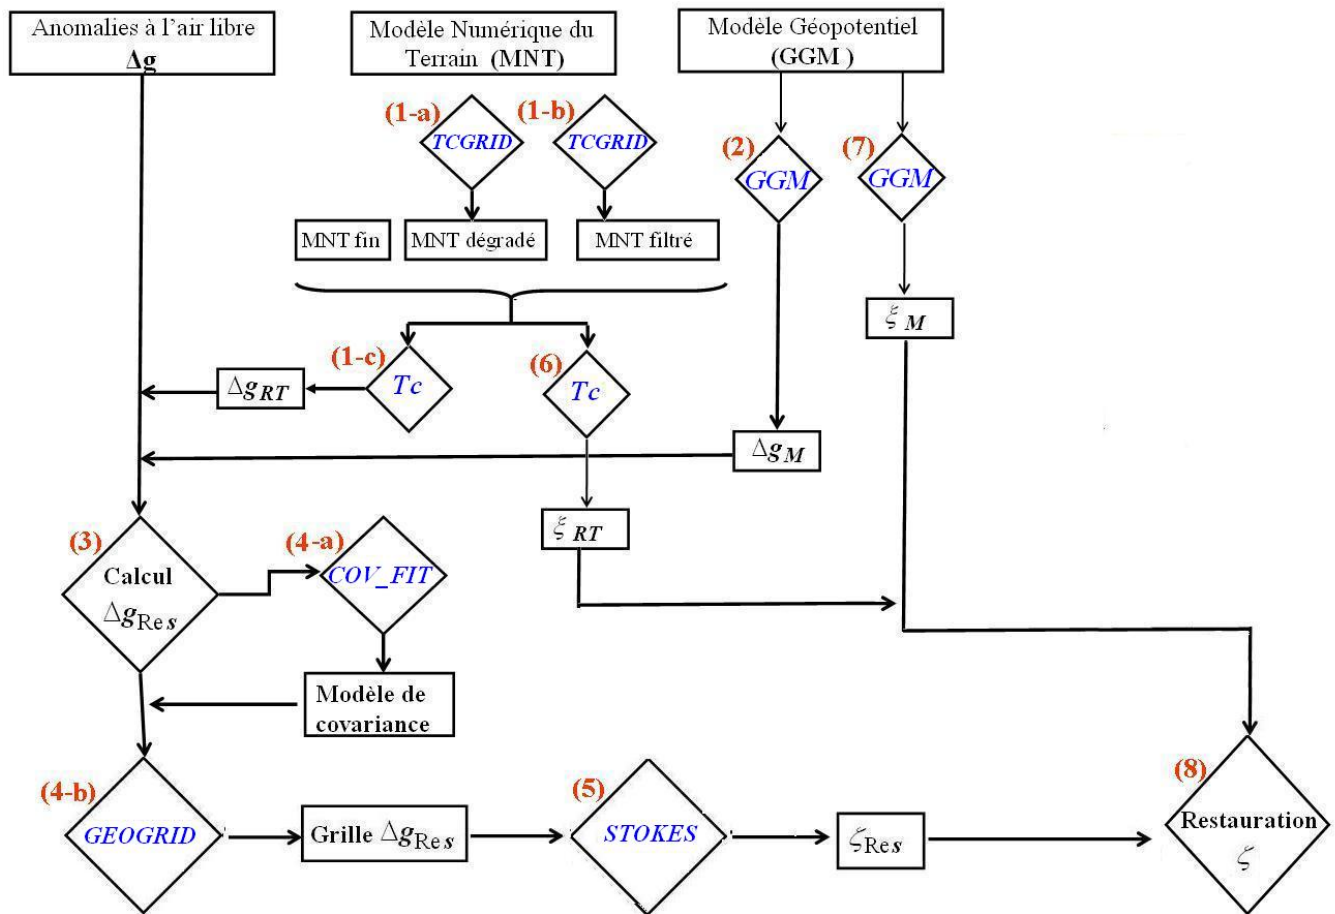 Anomalies à l'air libre
Δg
Modèle Numérique du
Terrain (MNT)
Modèle Géopotentiel
(GGM )
(1-a)
(1-b)
TCGRID
TCGRID
(2)
(7)
GGM
GGM
MNT fin
MNT dégradé
MNT filtré
ξ M
(1-c)
(6)
Δg RT
Tc
Tc
Δg M
(3)
(4-a)
ξ RT
Calcul
Δg Res
COV_FIT
Modèle de
covariance
(4-b)
(5)
(8)
GEOGRID
Grille Δg Res
STOKES
ζ Res
Restauration
ζ